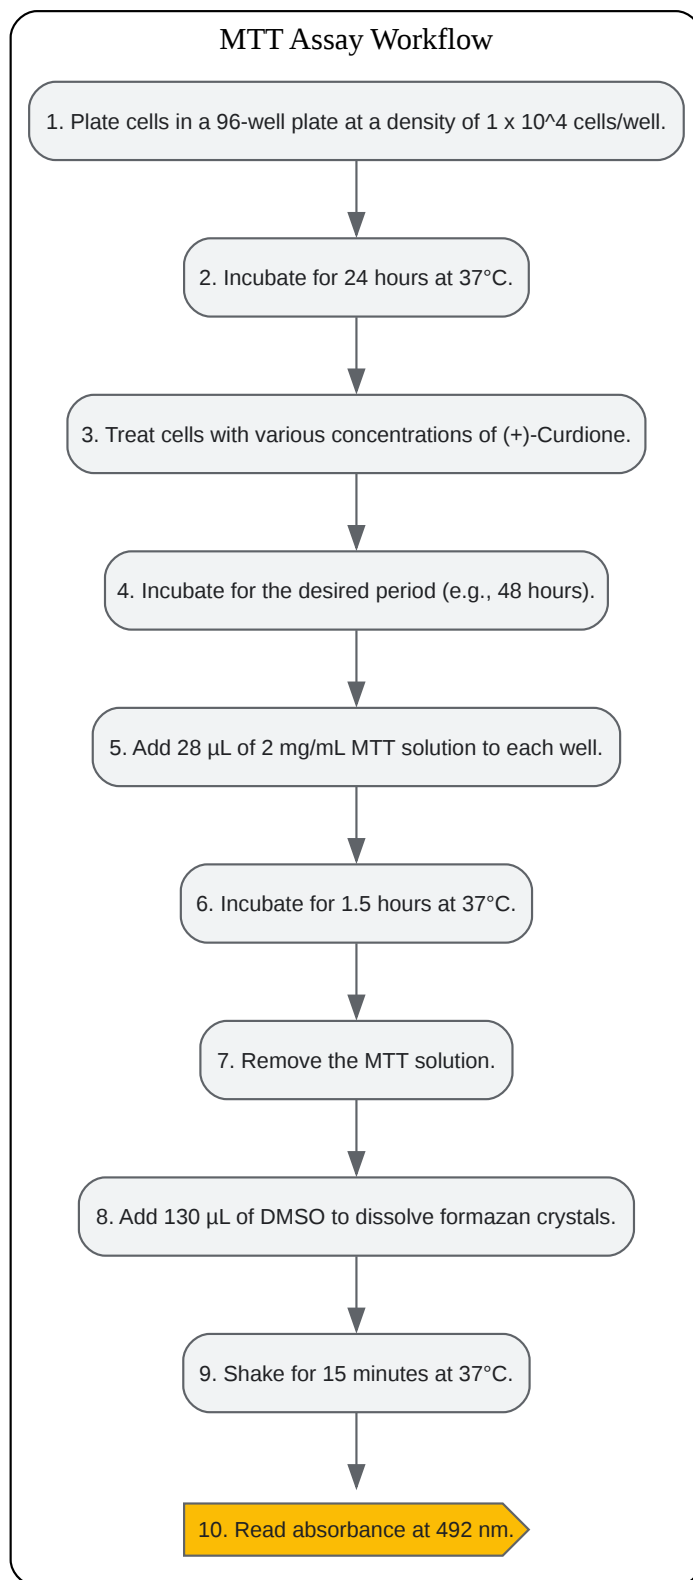 MTT Assay Workflow
1. Plate cells in a 96-well plate at a density of 1 x 10^4 cells/well.
2. Incubate for 24 hours at 37°C.
3. Treat cells with various concentrations of (+)-Curdione.
4. Incubate for the desired period (e.g., 48 hours).
5. Add 28 µL of 2 mg/mL MTT solution to each well.
6. Incubate for 1.5 hours at 37°C.
7. Remove the MTT solution.
8. Add 130 µL of DMSO to dissolve formazan crystals.
9. Shake for 15 minutes at 37°C.
10. Read absorbance at 492 nm.